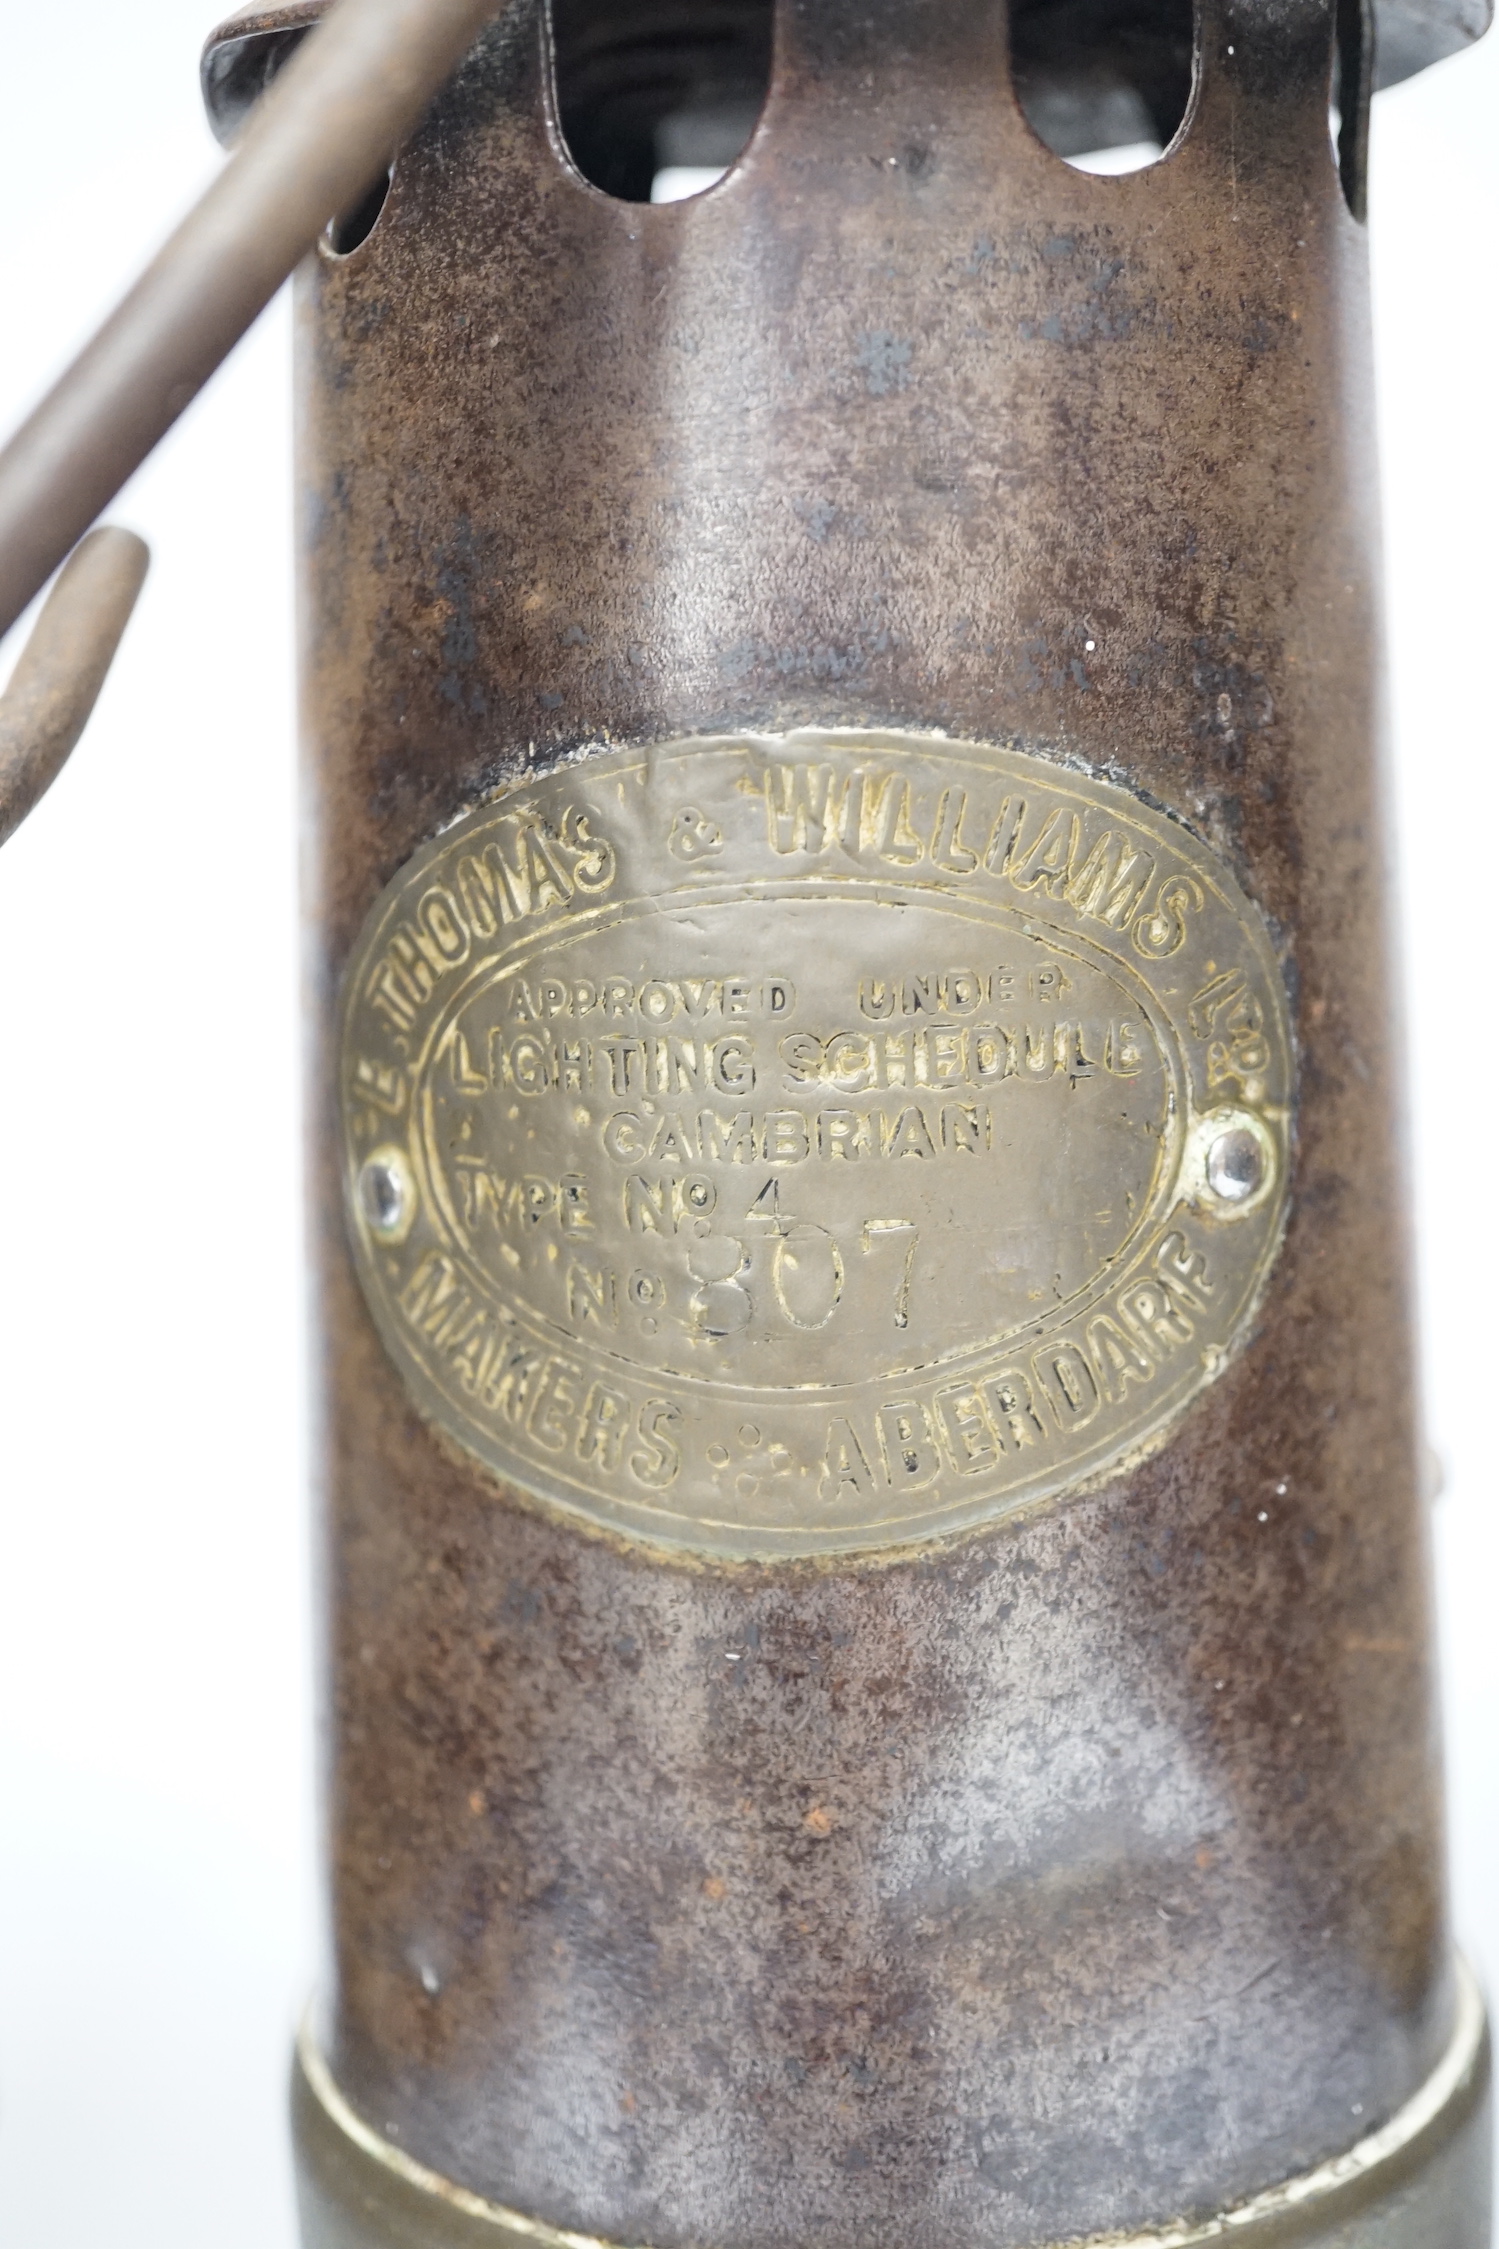 E. THOMAS & WILLIAMS LTD
APPROVED UNDER
LIGHTING SCHEDULE
CAMBRIAN
TYPE No 4
No 807
MAKERS ABERDARE